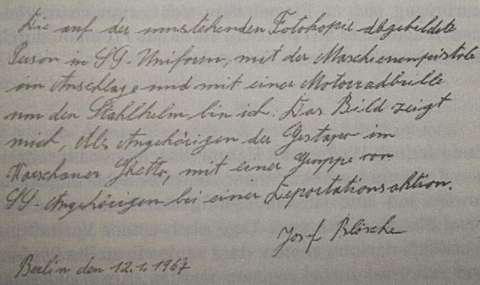 Die auf der umstehenden Fotokopie abgebildete
Person in SS-Uniform, mit der Maschienenpistole
im Anschlage und mit einer Motorradbrille
um den Stahlhelm bin ich. Das Bild zeigt
mich, als Angehörigen der Gestapo im
Warschauer Ghetto, mit einer Gruppe von
SS-Angehörigen bei einer Deportationsaktion.
Josef Blösche
Berlin den 12.1.1967